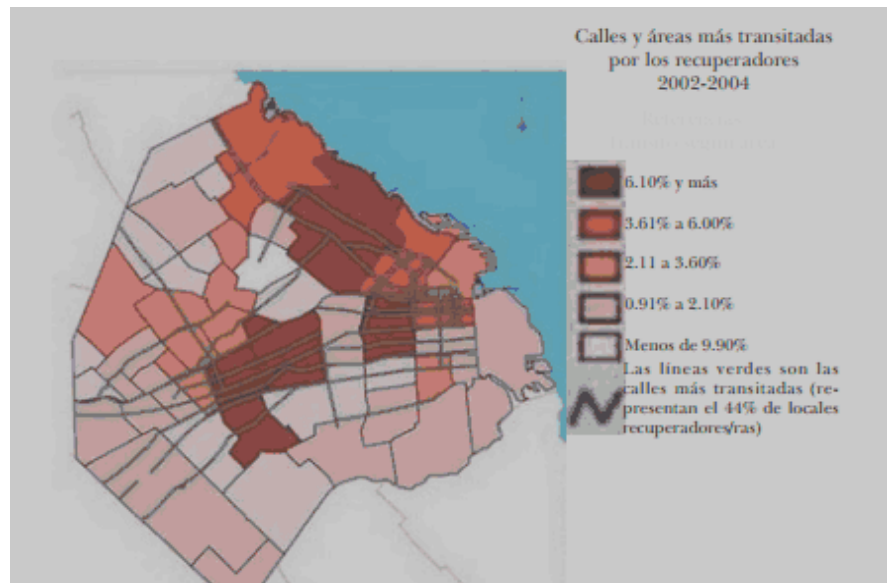 Calles y áreas más transitadas
por los recuperadores
2002-2004
6.10% y más
3.61% a 6.00%
2.11 a 3.60%
0.91% a 2.10%
Menos de 9.90%
Las líneas verdes son las
calles más transitadas (re-
presentan el 44% de locales
recuperadores/ras)